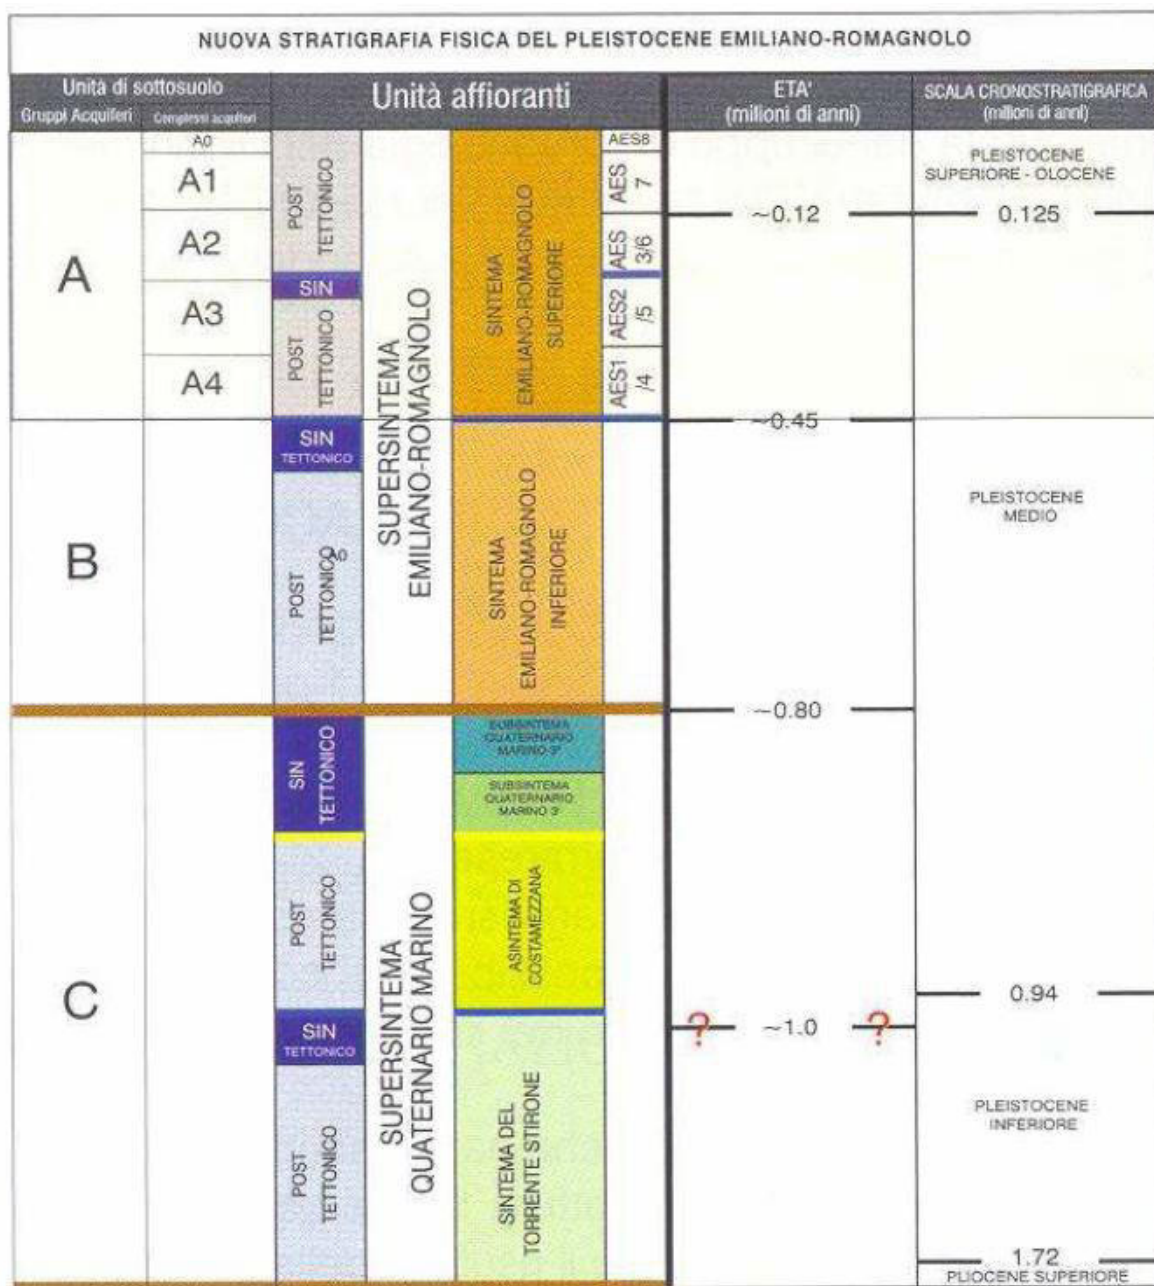 NUOVA STRATIGRAFIA FISICA DEL PLEISTOCENE EMILIANO-ROMAGNOLO
Unità di sottosuolo
Gruppi Acquiferi
Complessi acquiferi
Unità affioranti
ETA'
(milioni di anni)
SCALA CRONOSTRATIGRAFICA
(milioni di anni)
A
A0
A1
A2
A3
A4
POST
TETTONICO
SIN
POST
TETTONICO
SUPERSINTEMA
EMILIANO-ROMAGNOLO
SINTEMA
EMILIANO-ROMAGNOLO
SUPERIORE
AES8
AES
7
AES
3/6
AES2
/5
AES1
/4
~0.12
PLEISTOCENE
SUPERIORE - OLOCENE
0.125
~0.45
B
SIN
TETTONICO
POST
TETTONICO
A0
SINTEMA
EMILIANO-ROMAGNOLO
INFERIORE
PLEISTOCENE
MEDIO
~0.80
C
SIN
TETTONICO
POST
TETTONICO
SIN
TETTONICO
POST
TETTONICO
SUPERSINTEMA
QUATERNARIO MARINO
SUBSINTEMA
QUATERNARIO
MARINO 3'
SUBSINTEMA
QUATERNARIO
MARINO 3
ASINTEMA DI
COSTAMEZZANA
SINTEMA DEL
TORRENTE STIRONE
? ~1.0 ?
0.94
PLEISTOCENE
INFERIORE
1.72
PLIOCENE SUPERIORE